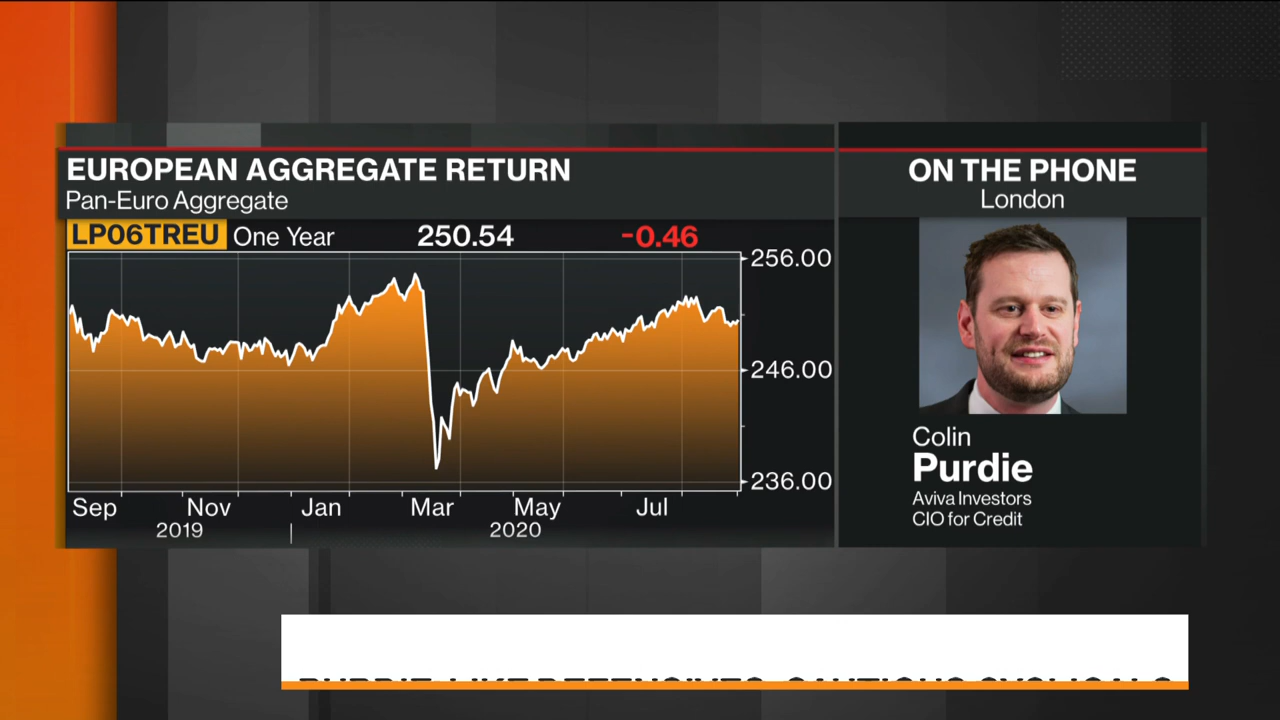 EUROPEAN AGGREGATE RETURN
Pan-Euro Aggregate
LP06TREU One Year 250.54 -0.46
256.00
246.00
236.00
Sep Nov Jan Mar May Jul
2019 2020
ON THE PHONE
London
Colin
Purdie
Aviva Investors
CIO for Credit